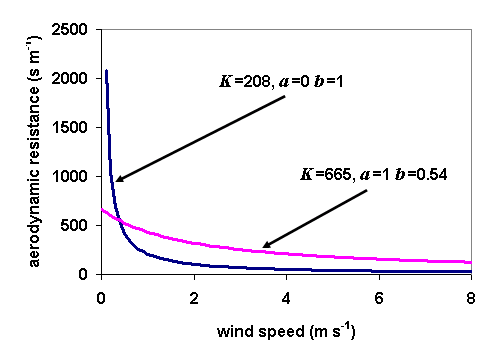 2500
2000
1500
1000
500
0
aerodynamic resistance (s m⁻¹)
K=208, a=0 b=1
K=665, a=1 b=0.54
0 2 4 6 8
wind speed (m s⁻¹)